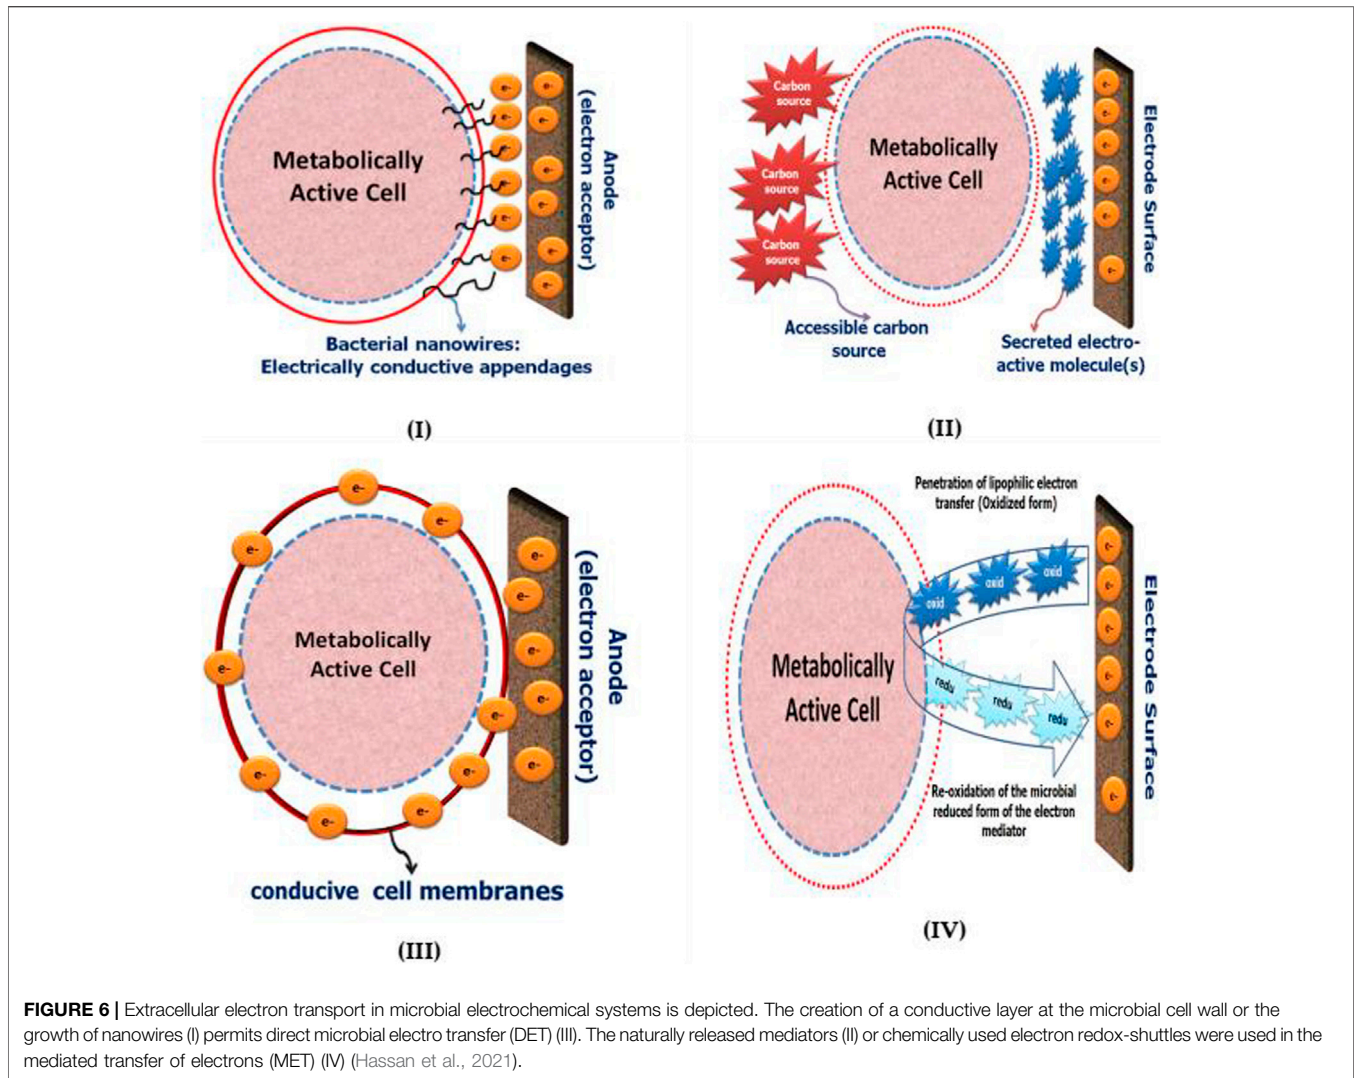 Metabolically
Active Cell
e-
e-
e-
e-
e-
e-
e-
e-
e-
e-
e-
e-
Anode
(electron acceptor)
Bacterial nanowires:
Electrically conductive appendages
(I)
Carbon
source
Carbon
source
Carbon
source
Metabolically
Active Cell
e-
e-
e-
e-
e-
e-
Electrode Surface
Accessible carbon
source
Secreted electro-
active molecule(s)
(II)
e-
e-
e-
e-
e-
e-
e-
e-
e-
Metabolically
Active Cell
e-
e-
e-
e-
e-
Anode
(electron acceptor)
conducive cell membranes
(III)
Penetration of lipophilic electron
transfer (Oxidized form)
oxid
oxid
oxid
Metabolically
Active Cell
redu
redu
redu
e-
e-
e-
e-
e-
e-
Electrode Surface
Re-oxidation of the microbial
reduced form of the electron
mediator
(IV)
FIGURE 6 | Extracellular electron transport in microbial electrochemical systems is depicted. The creation of a conductive layer at the microbial cell wall or the
growth of nanowires (I) permits direct microbial electro transfer (DET) (III). The naturally released mediators (II) or chemically used electron redox-shuttles were used in the
mediated transfer of electrons (MET) (IV) (Hassan et al., 2021).